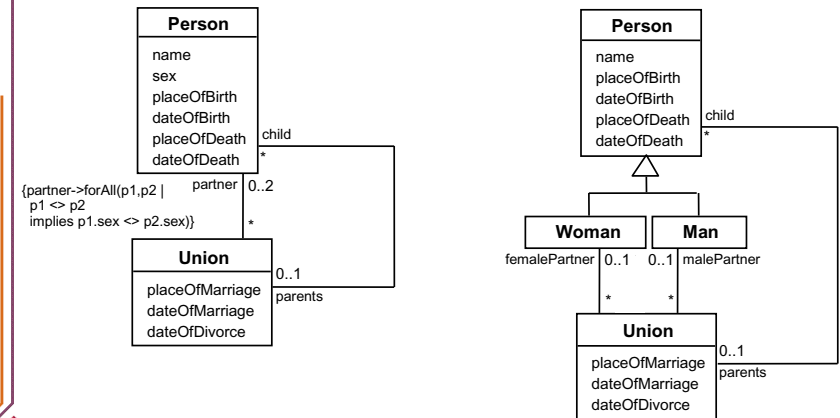 Person
name
sex
placeOfBirth
dateOfBirth
placeOfDeath
dateOfDeath
child
*
partner
0..2
{partner->forAll(p1,p2 |
p1 <> p2
implies p1.sex <> p2.sex)}
*
Union
placeOfMarriage
dateOfMarriage
dateOfDivorce
0..1
parents
Person
name
placeOfBirth
dateOfBirth
placeOfDeath
dateOfDeath
child
*
Woman
Man
femalePartner
0..1
0..1
malePartner
*
*
Union
placeOfMarriage
dateOfMarriage
dateOfDivorce
0..1
parents